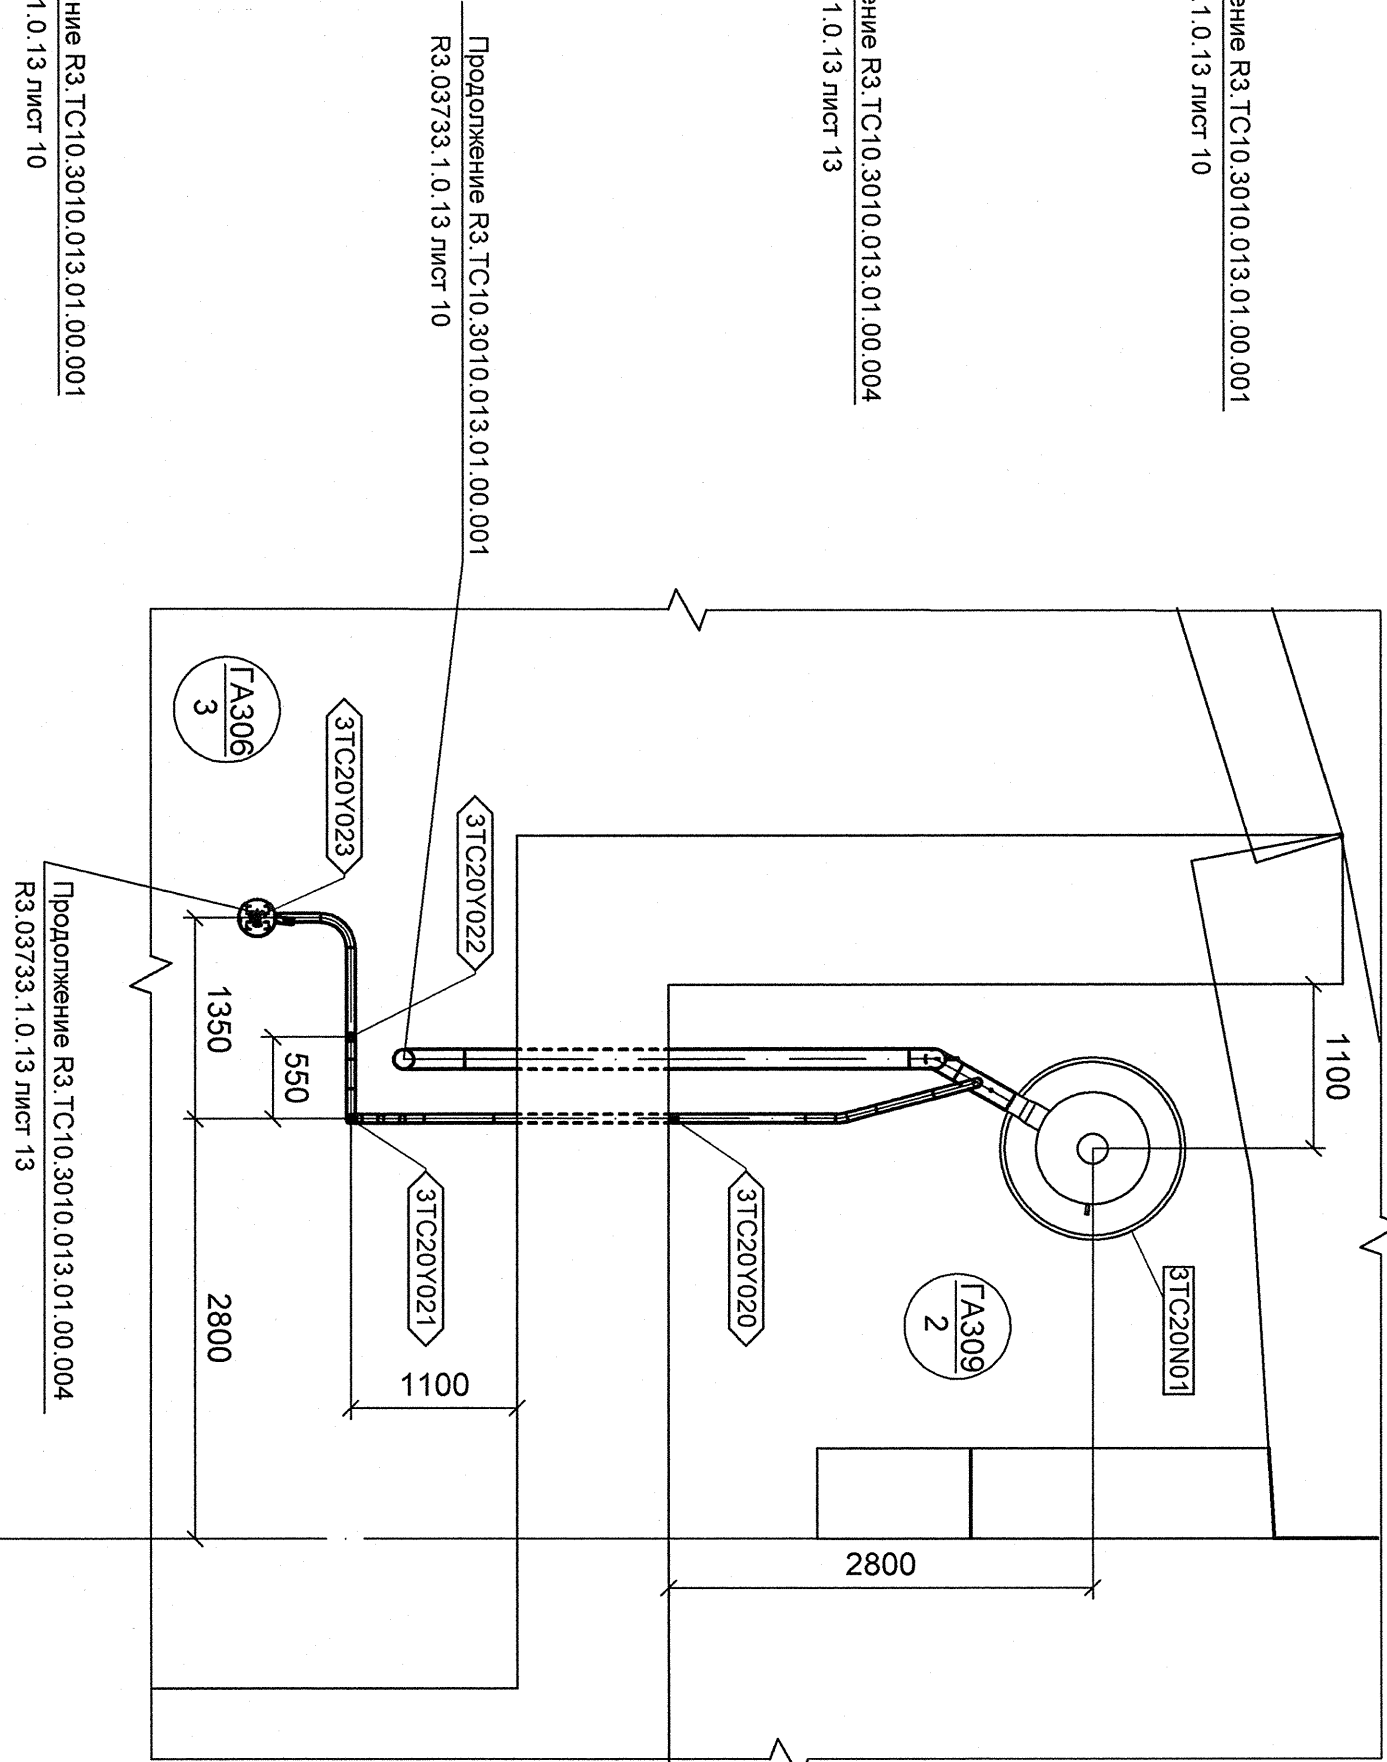 ение R3.TC10.3010.013.01.00.001
.1.0.13 лист 10
ение R3.TC10.3010.013.01.00.004
1.0.13 лист 13
Продолжение R3.TC10.3010.013.01.00.001
R3.03733.1.0.13 лист 10
ние R3.TC10.3010.013.01.00.001
1.0.13 лист 10
1100
3TC20N01
ГА309
2
2800
3TC20Y020
3TC20Y022
3TC20Y021
1100
3TC20Y023
ГА306
3
550
1350
2800
Продолжение R3.TC10.3010.013.01.00.004
R3.03733.1.0.13 лист 13